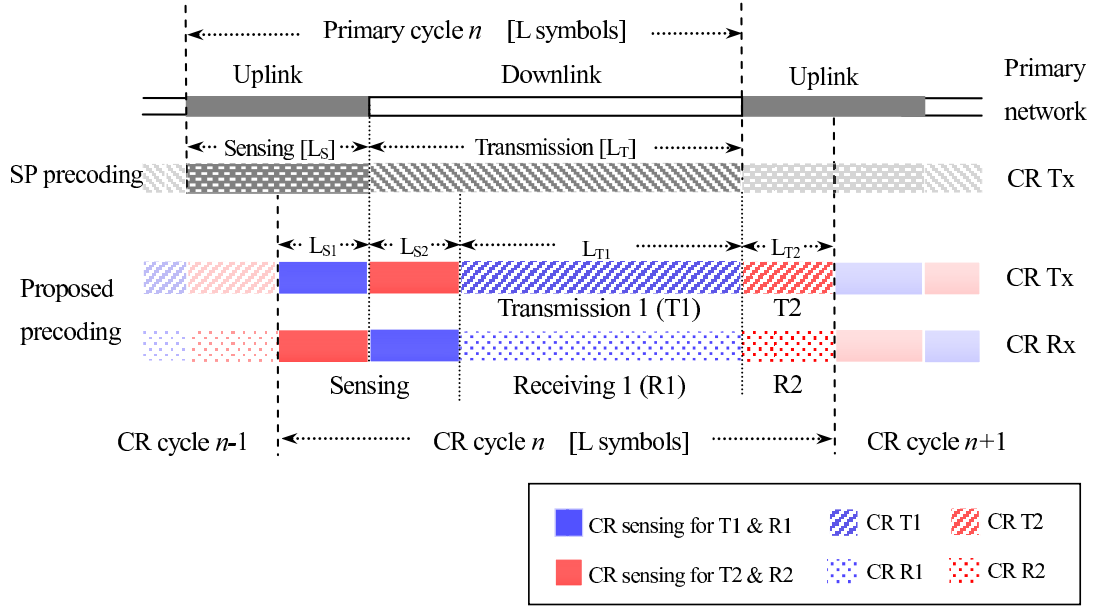 Primary cycle n [L symbols]
Uplink Downlink Uplink Primary
network
Sensing [LS] Transmission [LT]
SP precoding CR Tx
LS1 LS2 LT1 LT2
Proposed
precoding
CR Tx
Transmission 1 (T1) T2
CR Rx
Sensing Receiving 1 (R1) R2
CR cycle n-1 CR cycle n [L symbols] CR cycle n+1
CR sensing for T1 & R1 CR T1 CR T2
CR sensing for T2 & R2 CR R1 CR R2